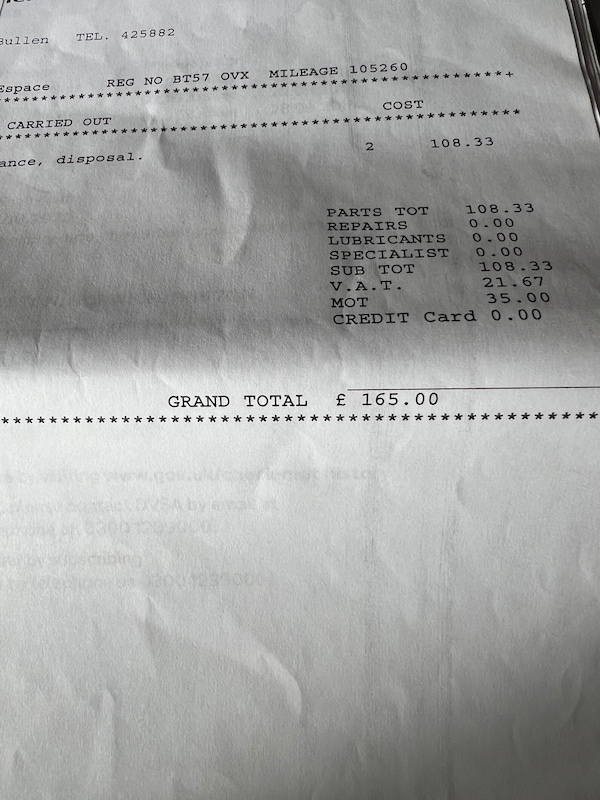 Bullen TEL. 425882
Espace REG NO BT57 OVX MILEAGE 105260
***************************************************+
CARRIED OUT COST
****************************************************
ance, disposal. 2 108.33
PARTS TOT 108.33
REPAIRS 0.00
LUBRICANTS 0.00
SPECIALIST 0.00
SUB TOT 108.33
V.A.T. 21.67
MOT 35.00
CREDIT Card 0.00
GRAND TOTAL £ 165.00
****************************************************